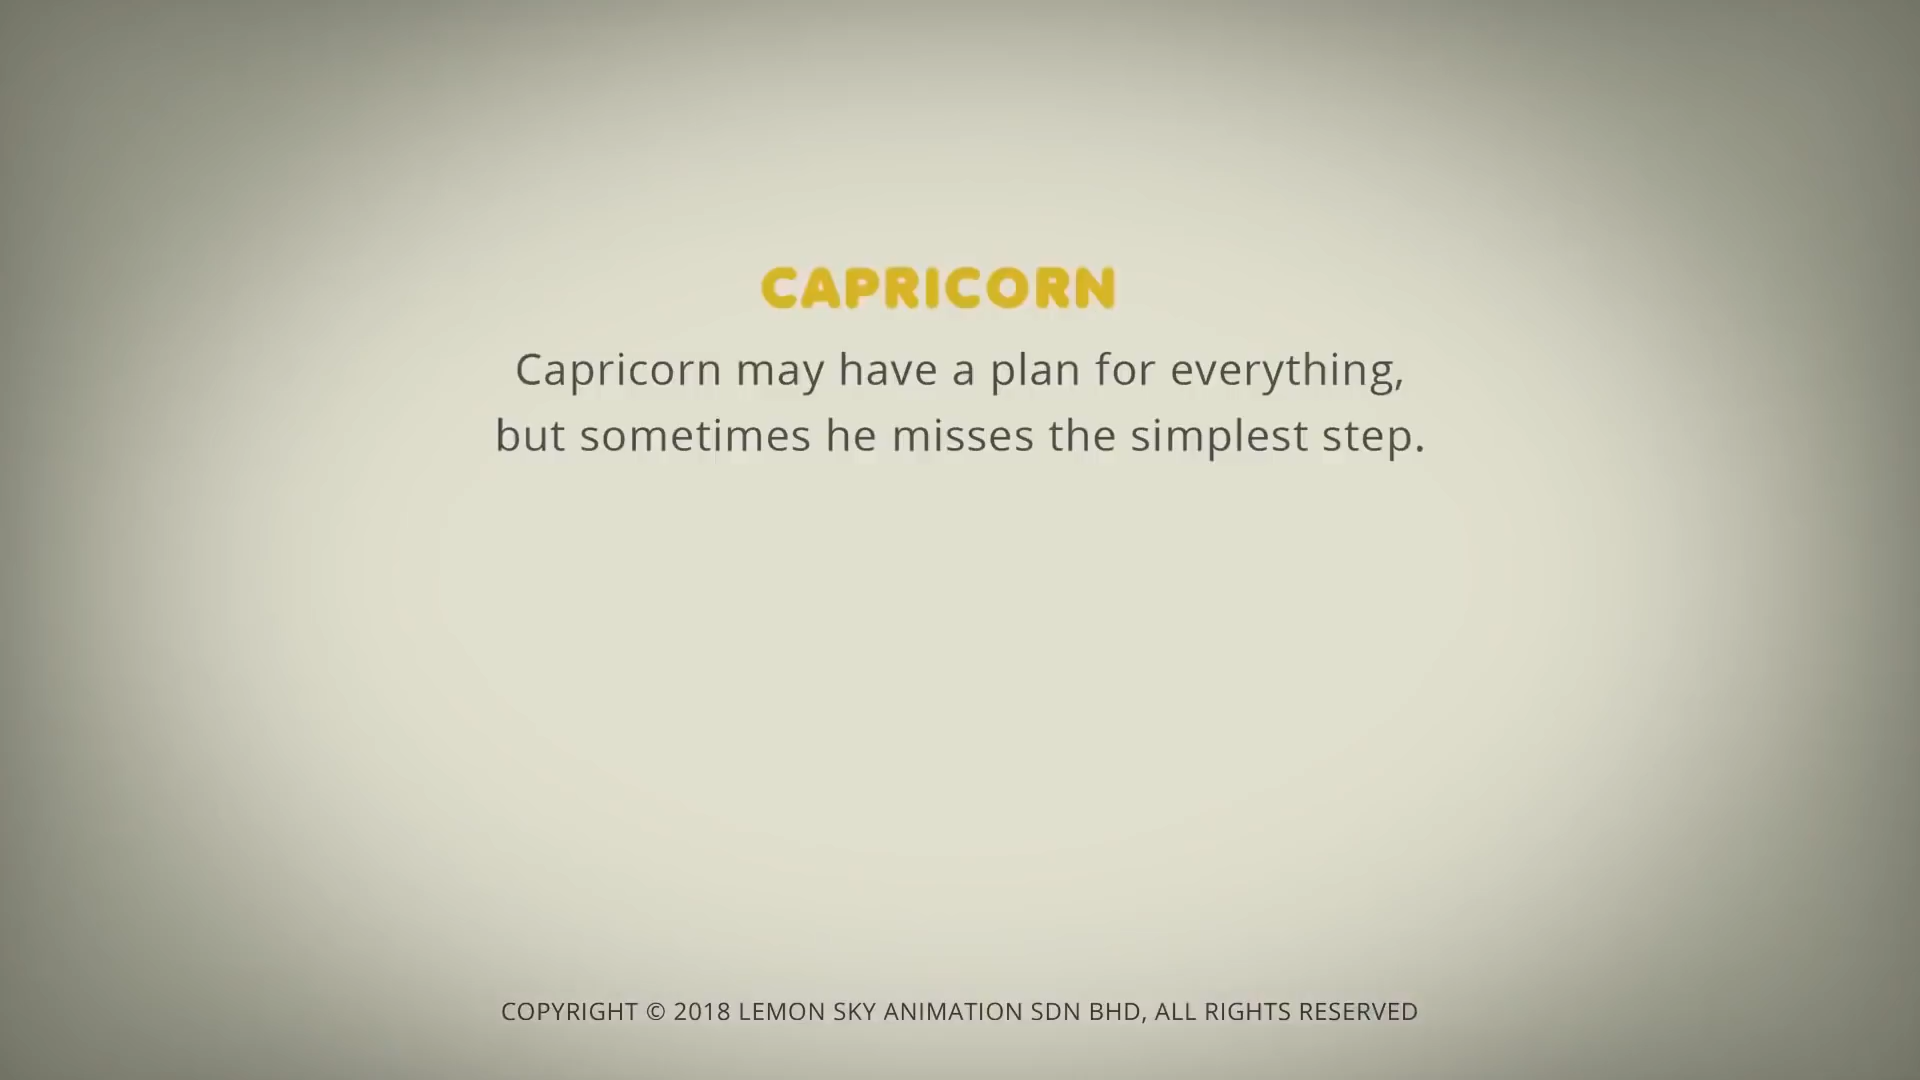 CAPRICORN
Capricorn may have a plan for everything,
but sometimes he misses the simplest step.
COPYRIGHT © 2018 LEMON SKY ANIMATION SDN BHD, ALL RIGHTS RESERVED